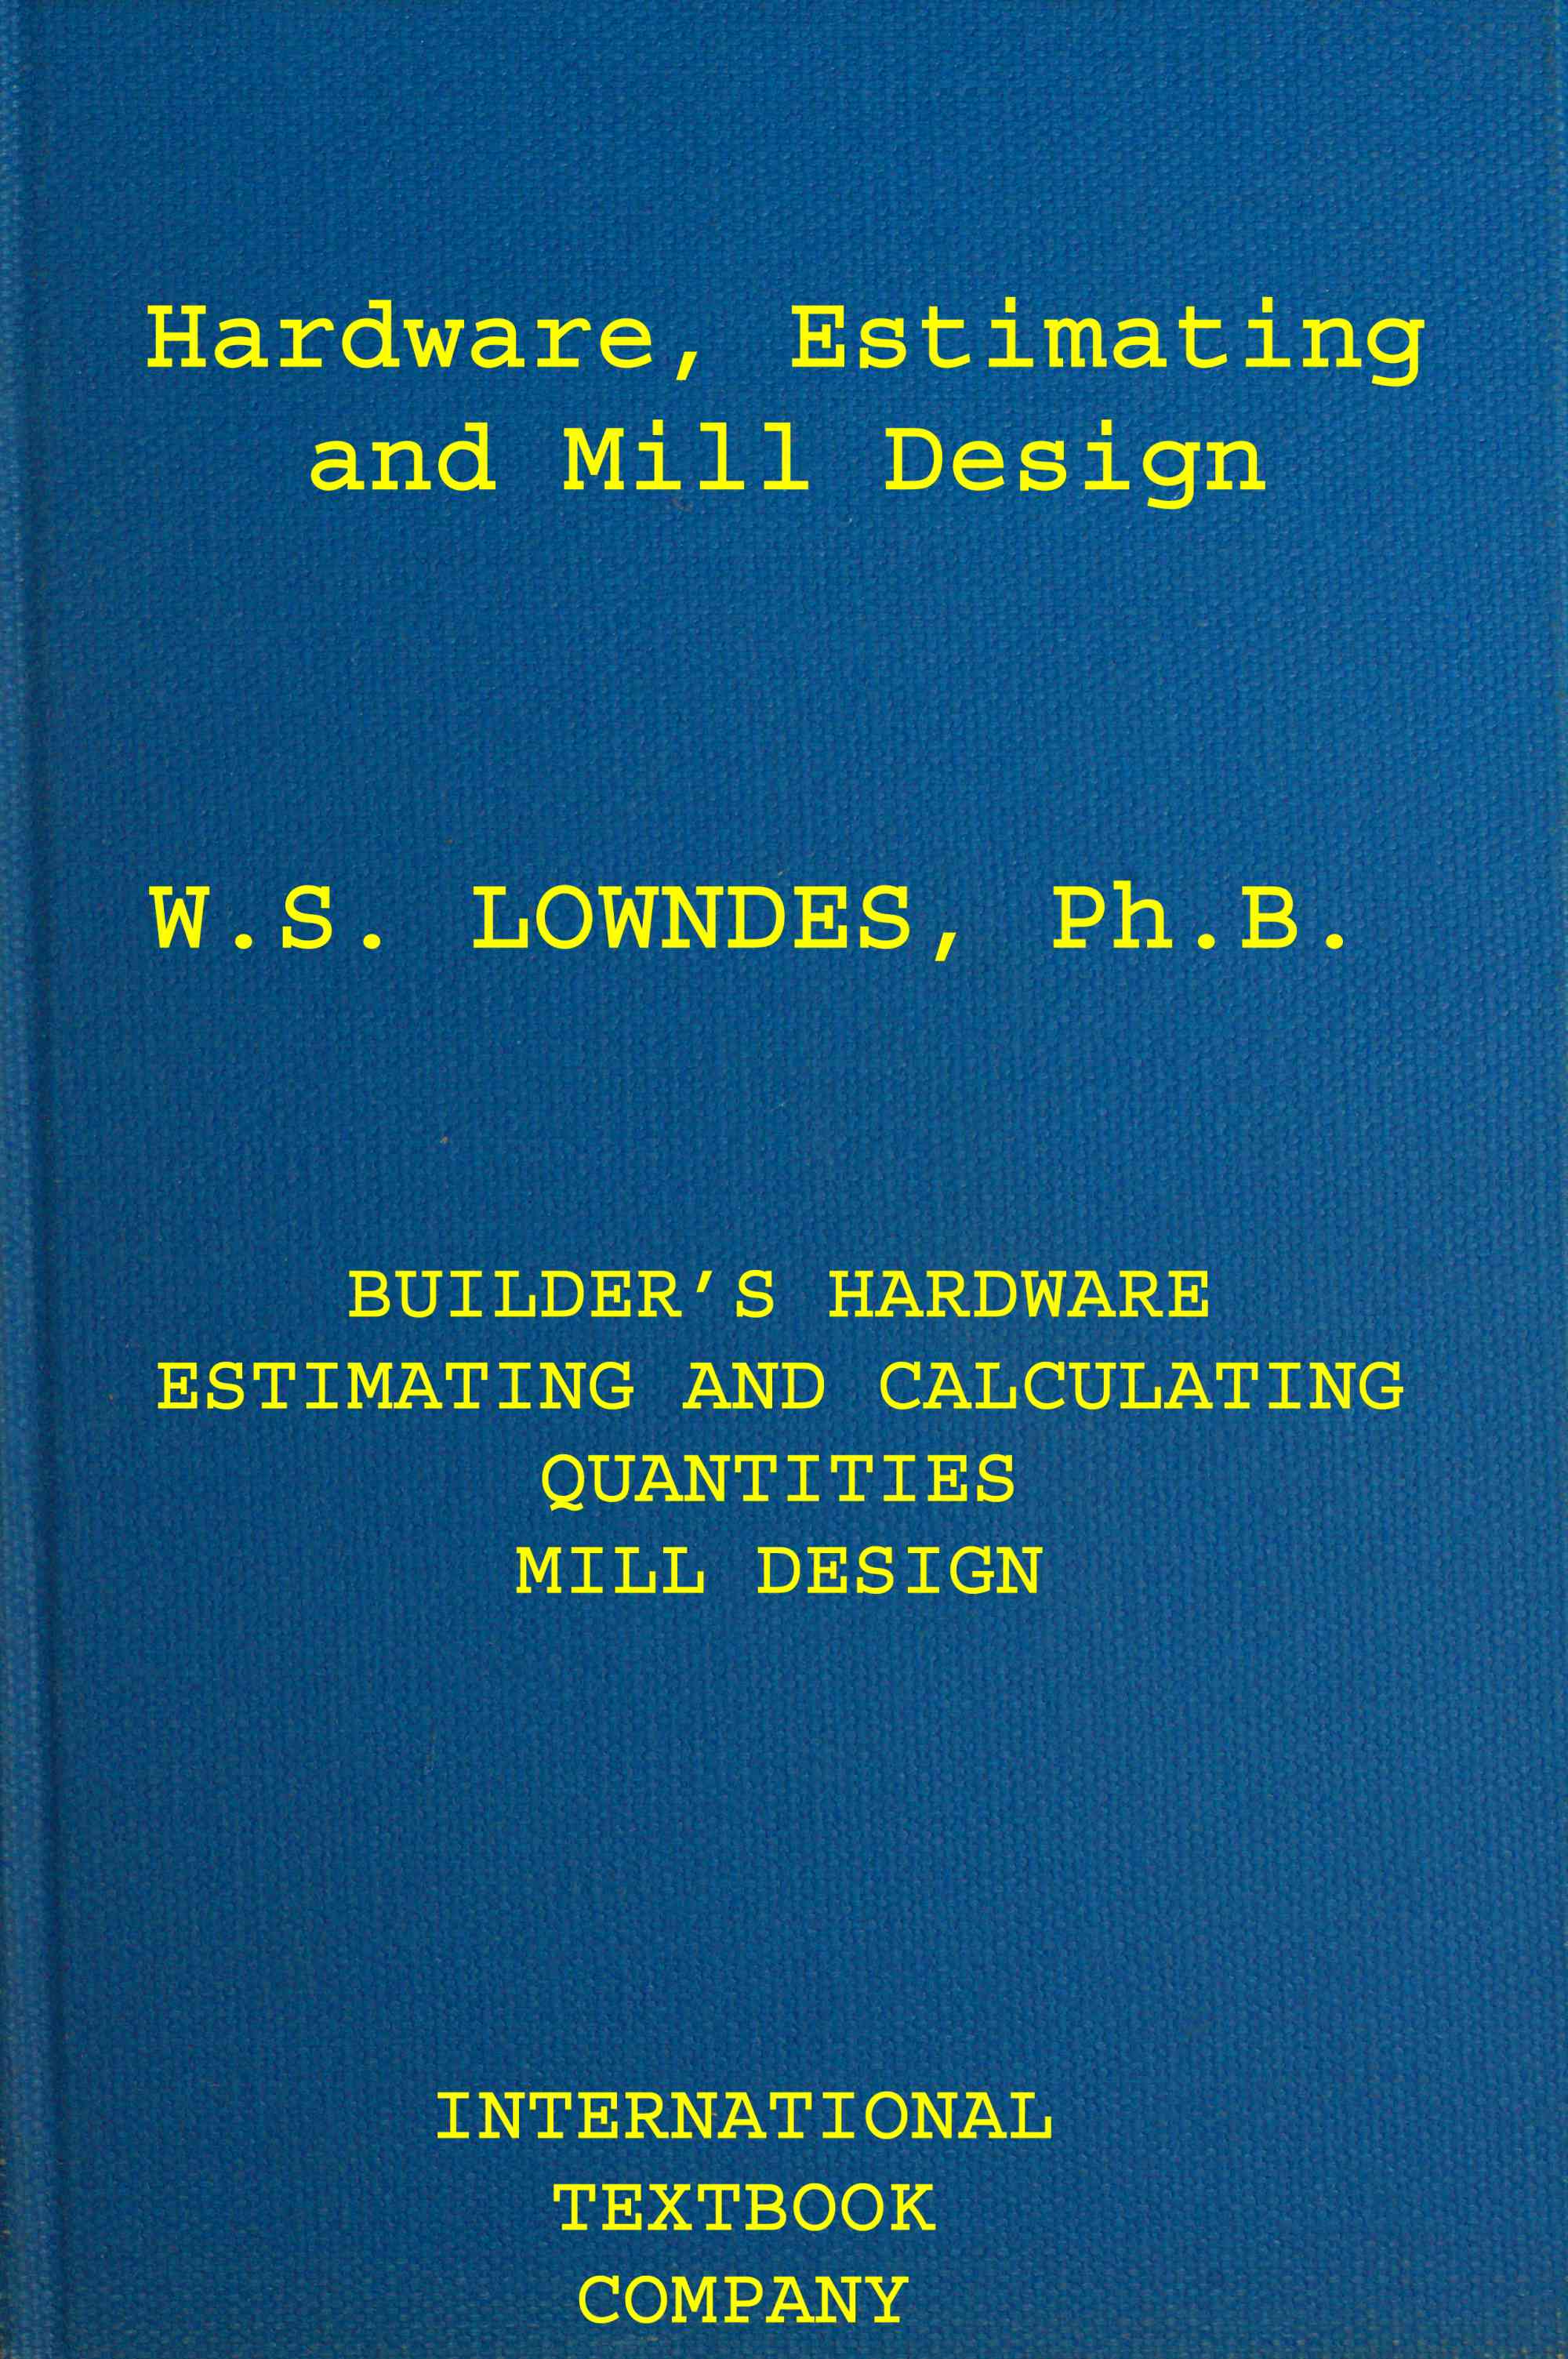 Hardware, Estimating
and Mill Design
W.S. LOWNDES, Ph.B.
BUILDER’S HARDWARE
ESTIMATING AND CALCULATING
QUANTITIES
MILL DESIGN
INTERNATIONAL
TEXTBOOK
COMPANY